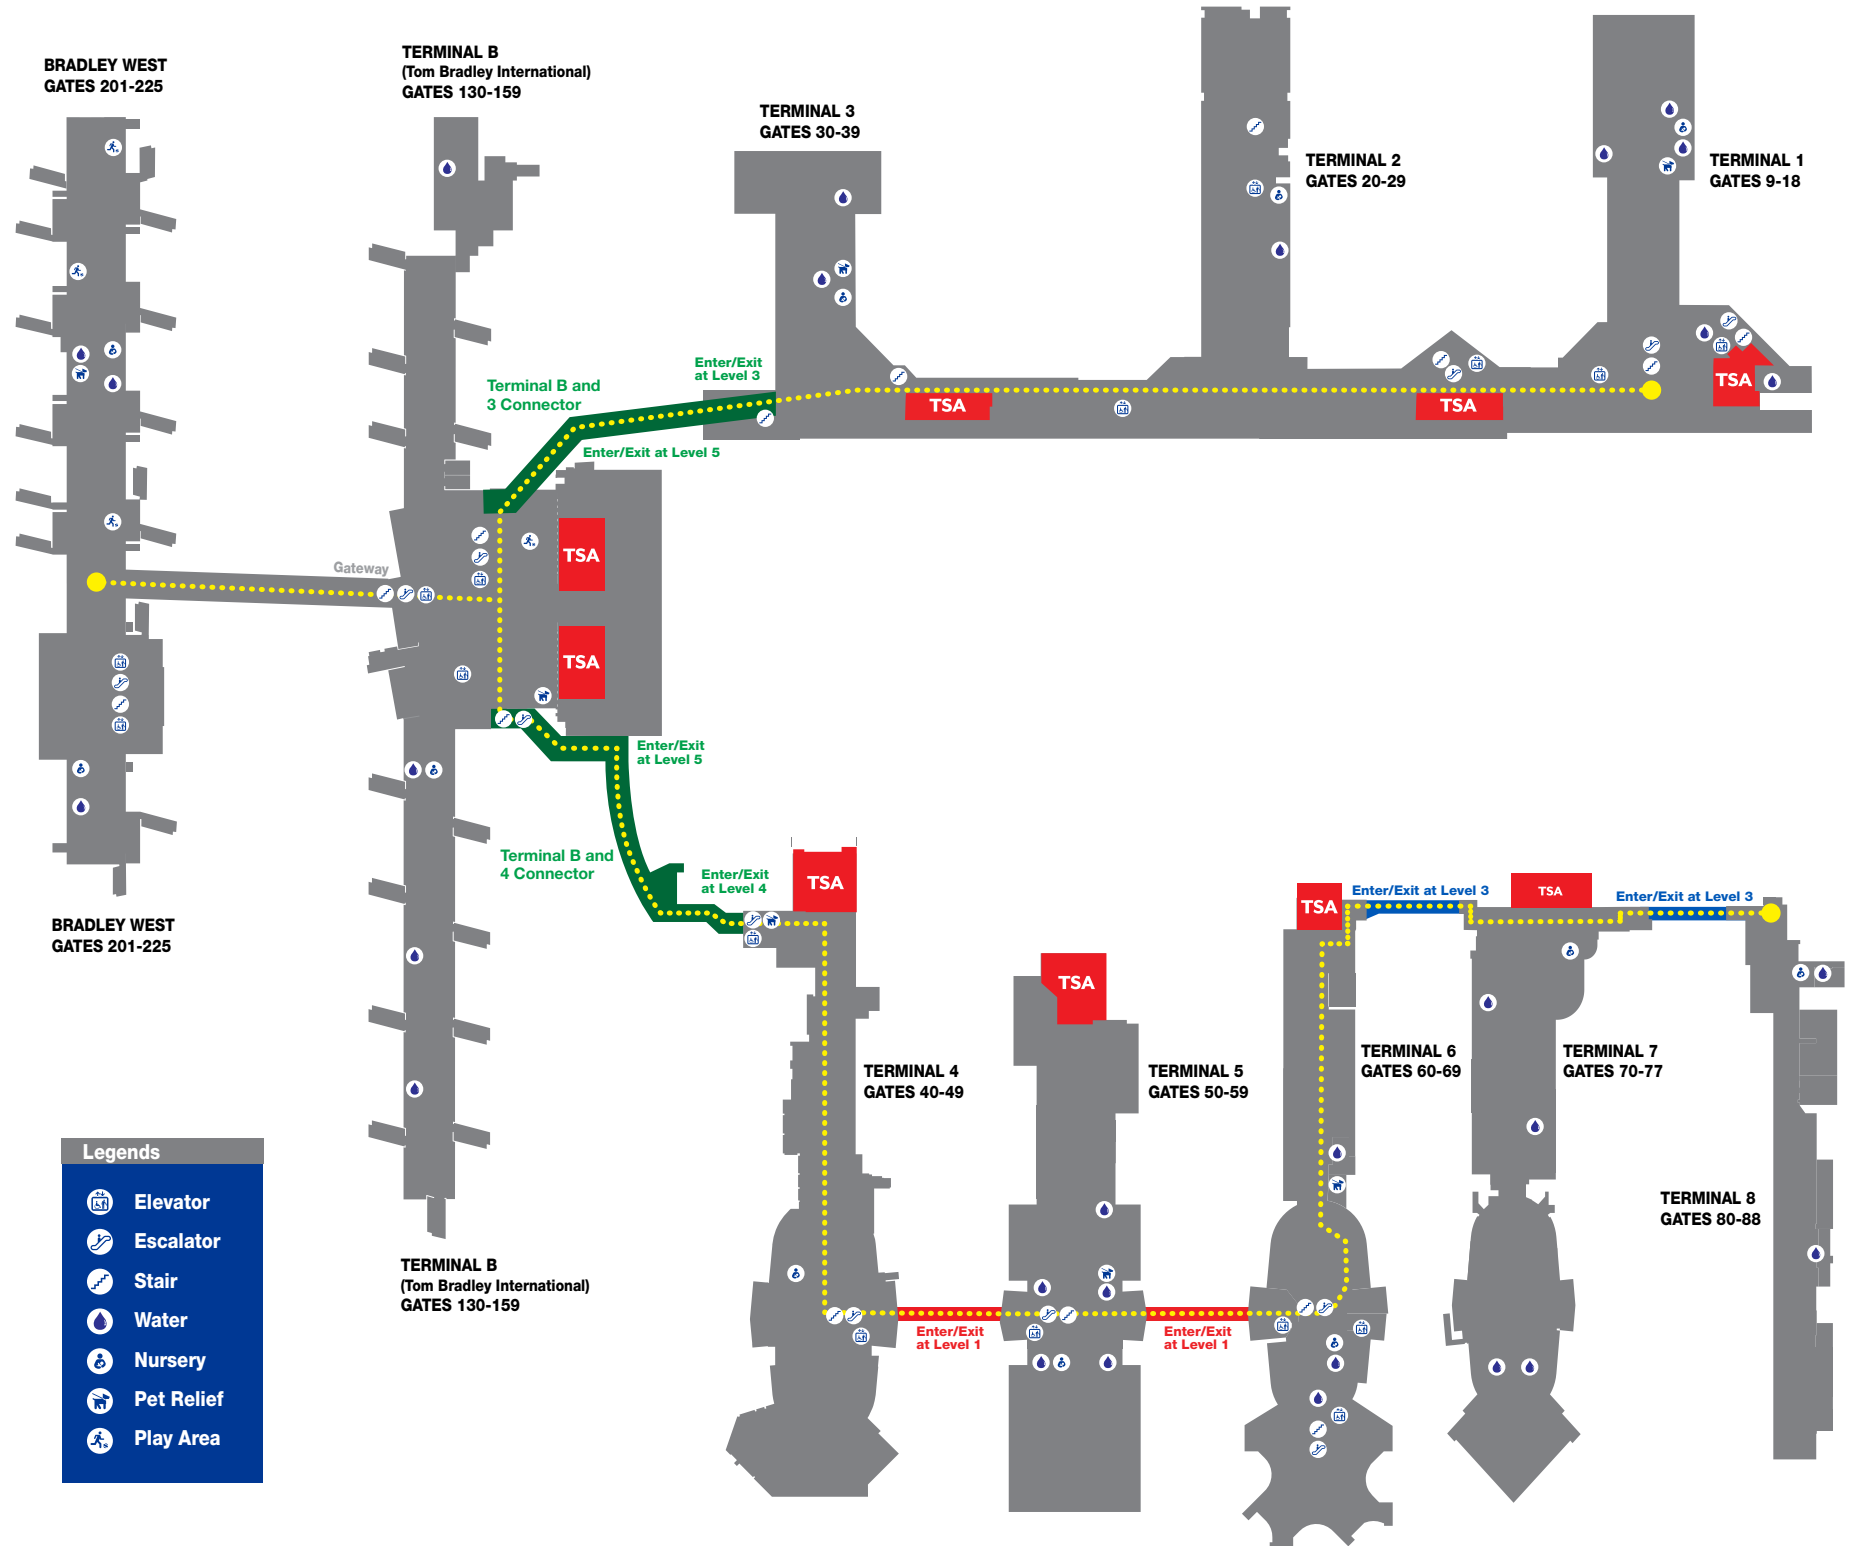 BRADLEY WEST
GATES 201-225
TERMINAL B
(Tom Bradley International)
GATES 130-159
TERMINAL 3
GATES 30-39
TERMINAL 2
GATES 20-29
TERMINAL 1
GATES 9-18
Enter/Exit
at Level 3
Terminal B and
3 Connector
TSA
TSA
TSA
Enter/Exit at Level 5
TSA
Gateway
TSA
Enter/Exit
at Level 5
Terminal B and
4 Connector
Enter/Exit
at Level 4
TSA
TSA
Enter/Exit at Level 3
TSA
Enter/Exit at Level 3
BRADLEY WEST
GATES 201-225
TSA
TERMINAL 4
GATES 40-49
TERMINAL 5
GATES 50-59
TERMINAL 6
GATES 60-69
TERMINAL 7
GATES 70-77
TERMINAL 8
GATES 80-88
Legends
Elevator
Escalator
Stair
Water
Nursery
Pet Relief
Play Area
TERMINAL B
(Tom Bradley International)
GATES 130-159
Enter/Exit
at Level 1
Enter/Exit
at Level 1